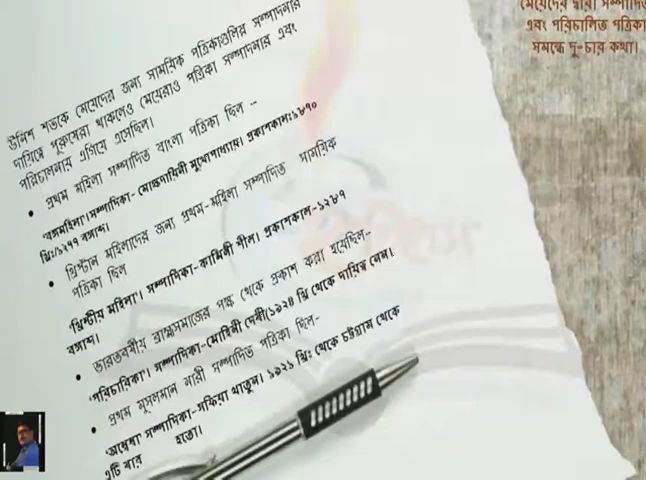 মেয়েদের দ্বারা সম্পাদিত
এবং পরিচালিত পত্রিকা
সমন্ধে দু-চার কথা।
উনিশ শতকে মেয়েদের জন্য সাময়িক পত্রিকাগুলির সম্পাদনার
দায়িত্বে পুরুষেরা থাকলেও মেয়েরাও পত্রিকা সম্পাদনার এবং
পরিচালনায় এগিয়ে এসেছিল।
• প্রথম মহিলা সম্পাদিত বাংলা পত্রিকা ছিল –
'বঙ্গমহিলা'। সম্পাদিকা- মোক্ষদায়িনী মুখোপাধ্যায়। প্রকাশকাল:১৮৭০
খ্রিঃ/১২৭৭ বঙ্গাব্দ।
• খ্রিস্টান মহিলাদের জন্য প্রথম-মহিলা সম্পাদিত সাময়িক
পত্রিকা ছিল
'খ্রিস্টীয় মহিলা'। সম্পাদিকা-কামিনী শীল। প্রকাশকাল-১২৮৭
বঙ্গাব্দ।
• ভারতবর্ষীয় ব্রাহ্মসমাজের পক্ষ থেকে প্রকাশ করা হয়েছিল–
'পরিচারিকা'। সম্পাদিকা-মোহিনী দেবী(১৯২৪ খ্রি থেকে দায়িত্ব নেন।
• প্রথম মুসলমান নারী সম্পাদিত পত্রিকা ছিল-
'অন্বেষা' সম্পাদিকা-সফিয়া খাতুন। ১৯২১ খ্রিঃ থেকে চট্টগ্রাম থেকে
এটি বার হতো।